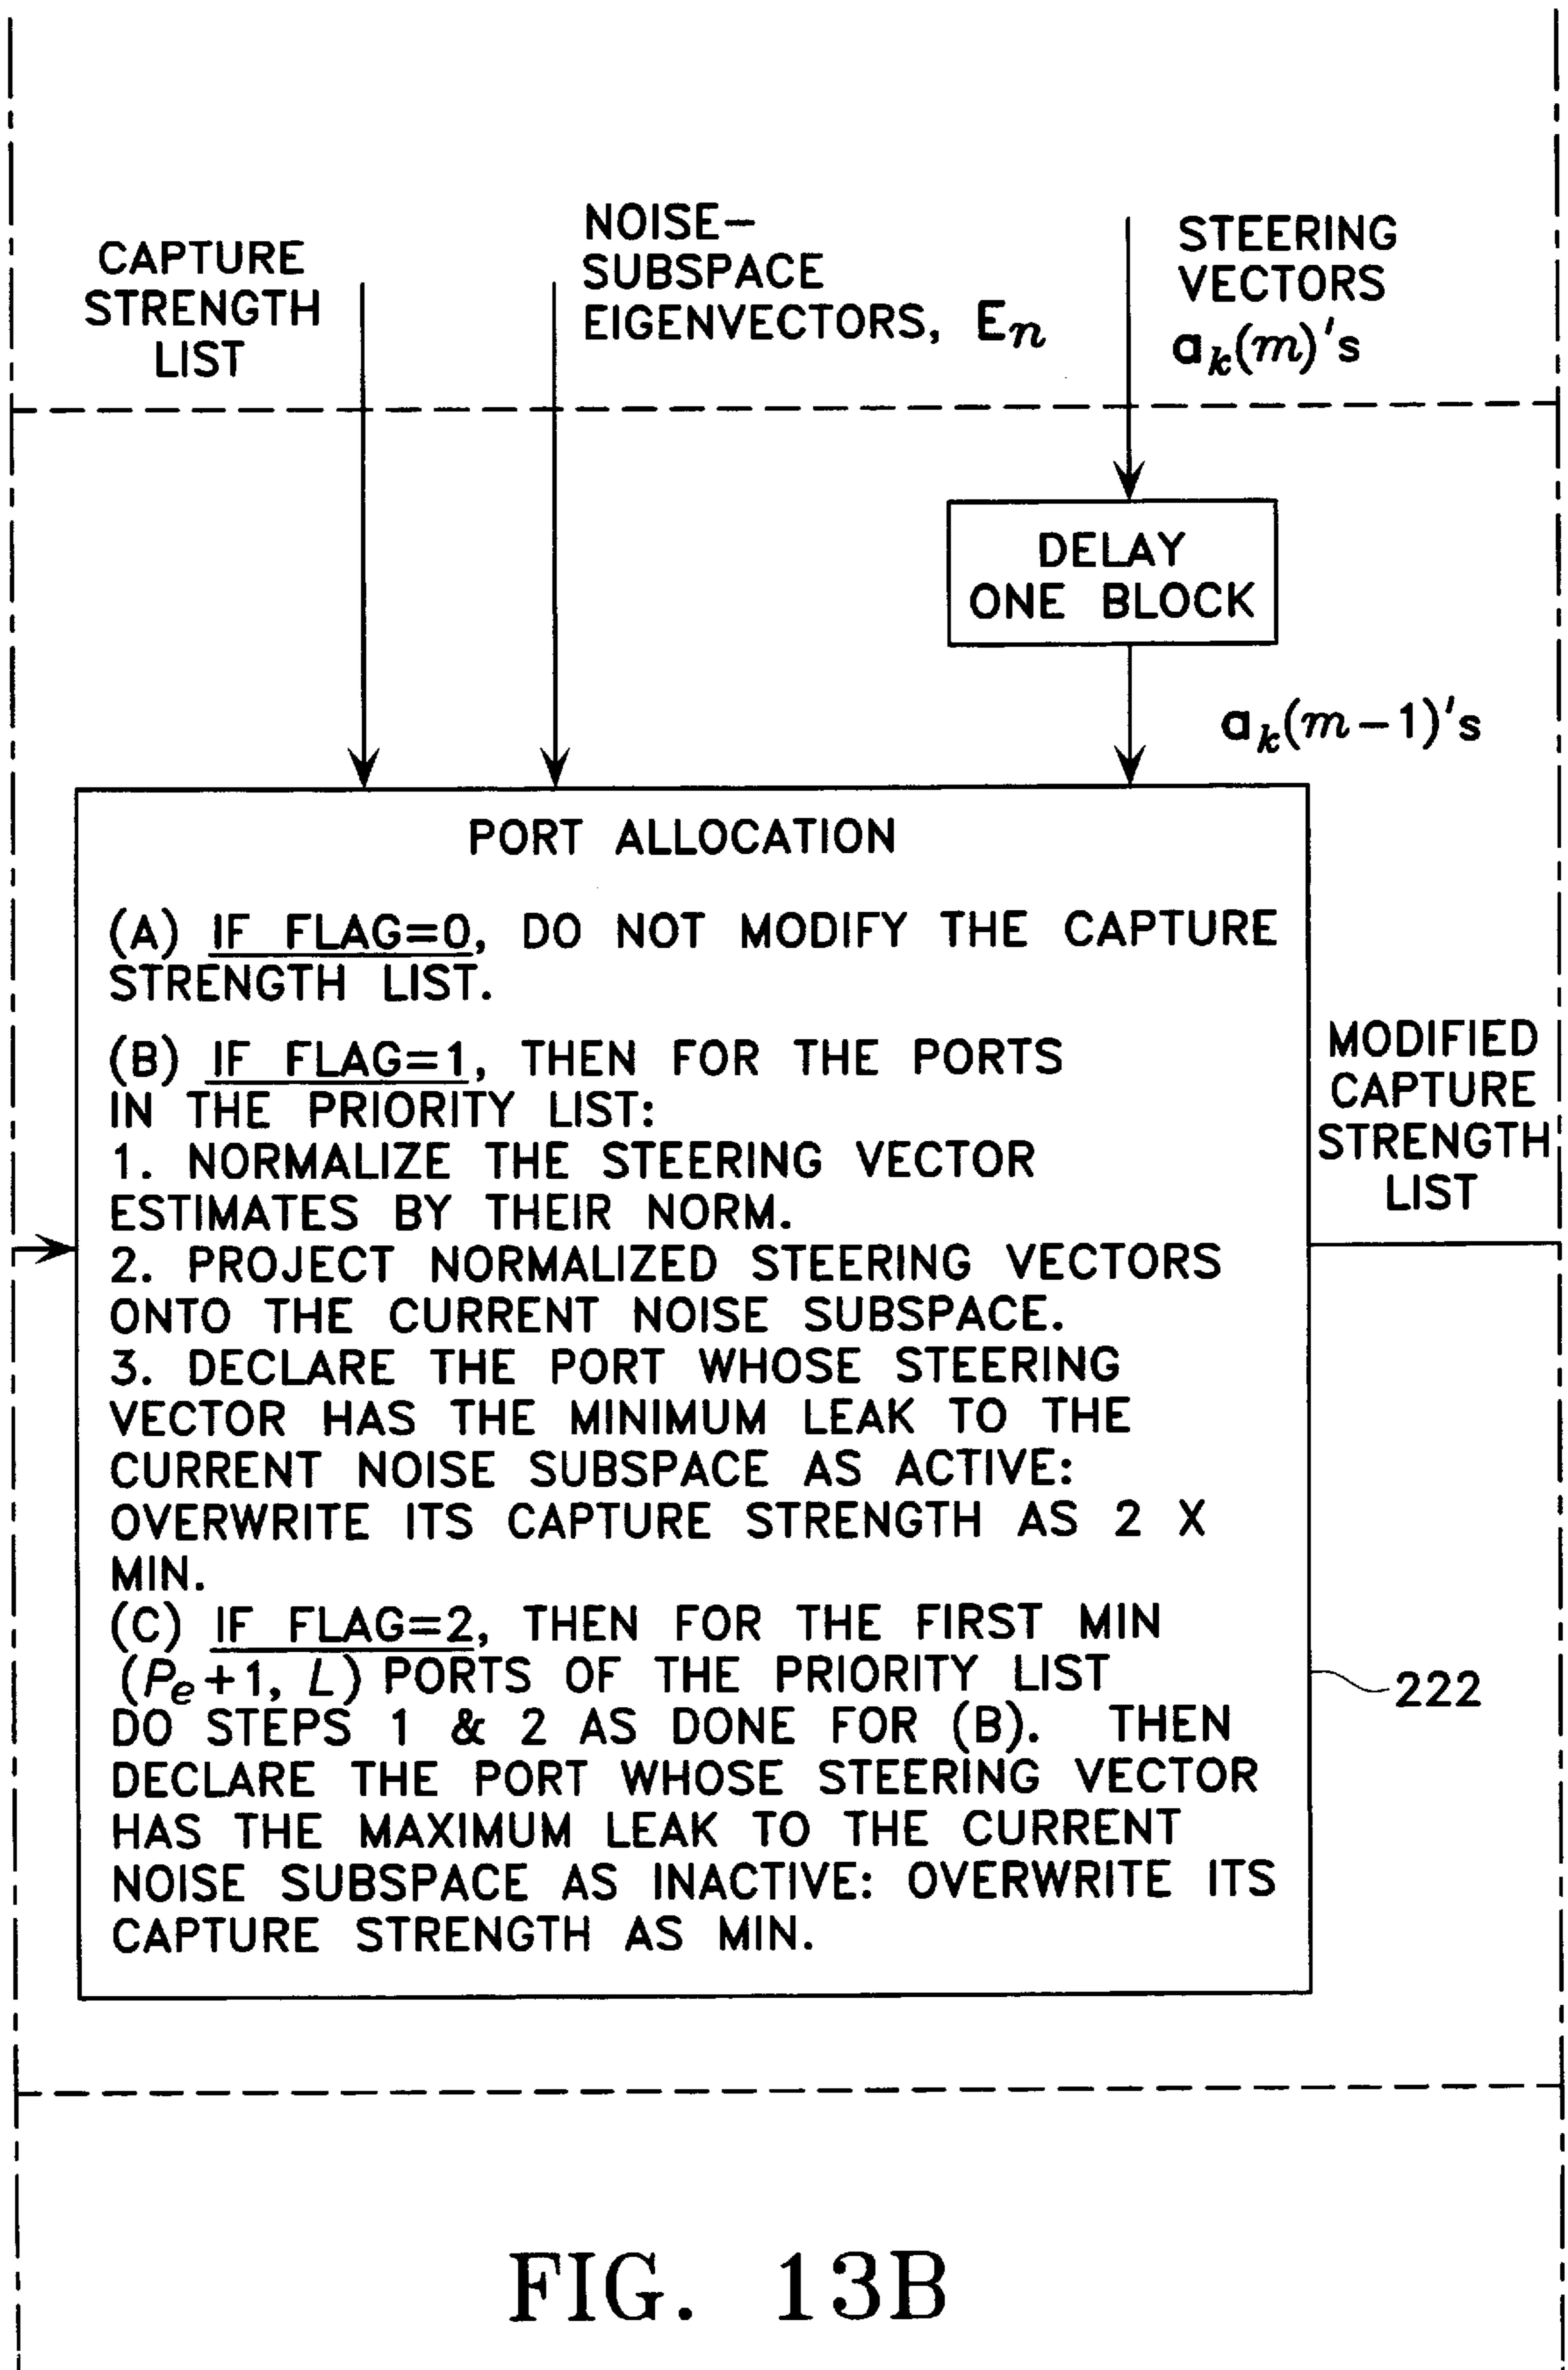 CAPTURE
STRENGTH
LIST
NOISE-
SUBSPACE
EIGENVECTORS, En
STEERING
VECTORS
ak(m)'s
DELAY
ONE BLOCK
ak(m-1)'s
PORT ALLOCATION
(A) IF FLAG=0, DO NOT MODIFY THE CAPTURE
STRENGTH LIST.
(B) IF FLAG=1, THEN FOR THE PORTS
IN THE PRIORITY LIST:
1. NORMALIZE THE STEERING VECTOR
ESTIMATES BY THEIR NORM.
2. PROJECT NORMALIZED STEERING VECTORS
ONTO THE CURRENT NOISE SUBSPACE.
3. DECLARE THE PORT WHOSE STEERING
VECTOR HAS THE MINIMUM LEAK TO THE
CURRENT NOISE SUBSPACE AS ACTIVE:
OVERWRITE ITS CAPTURE STRENGTH AS 2 X
MIN.
(C) IF FLAG=2, THEN FOR THE FIRST MIN
(Pe+1, L) PORTS OF THE PRIORITY LIST
DO STEPS 1 & 2 AS DONE FOR (B). THEN
DECLARE THE PORT WHOSE STEERING VECTOR
HAS THE MAXIMUM LEAK TO THE CURRENT
NOISE SUBSPACE AS INACTIVE: OVERWRITE ITS
CAPTURE STRENGTH AS MIN.
MODIFIED
CAPTURE
STRENGTH
LIST
222
FIG. 13B